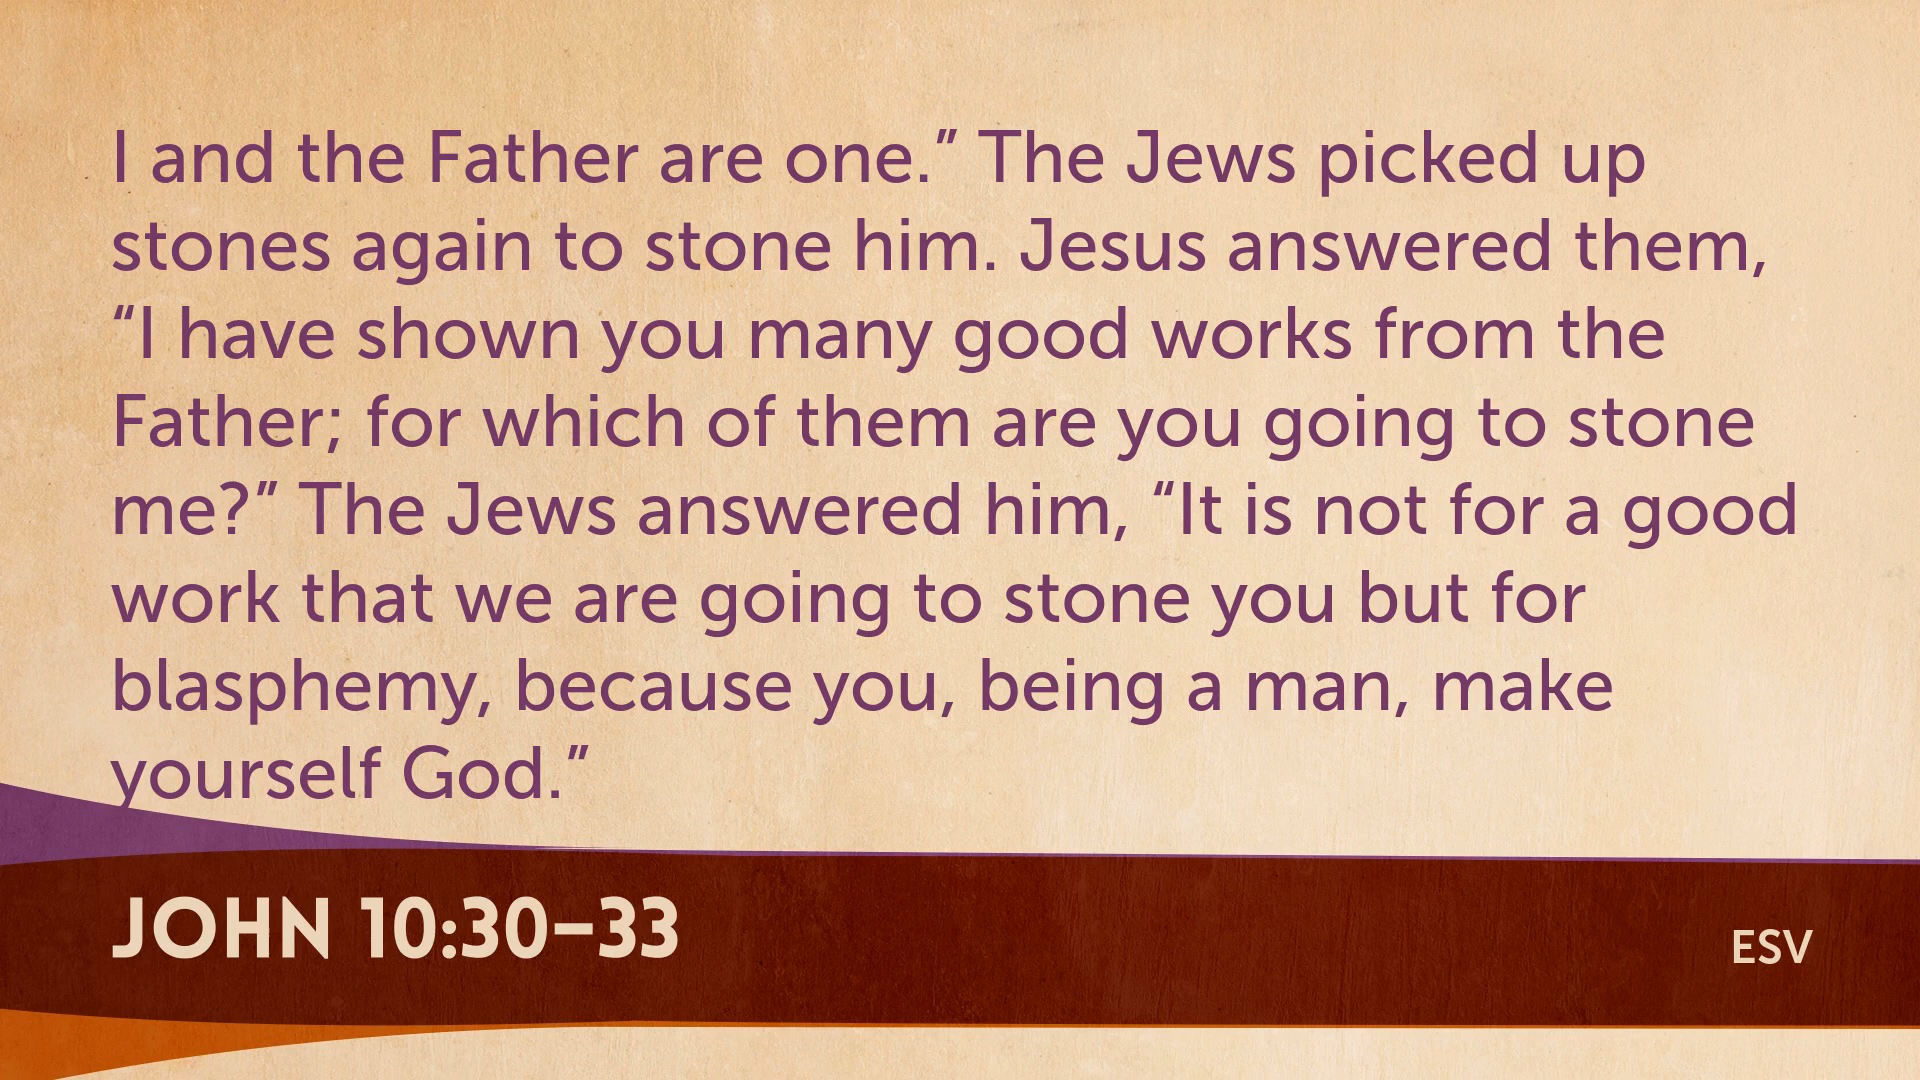 I and the Father are one.” The Jews picked up
stones again to stone him. Jesus answered them,
“I have shown you many good works from the
Father; for which of them are you going to stone
me?” The Jews answered him, “It is not for a good
work that we are going to stone you but for
blasphemy, because you, being a man, make
yourself God.”
JOHN 10:30–33
ESV